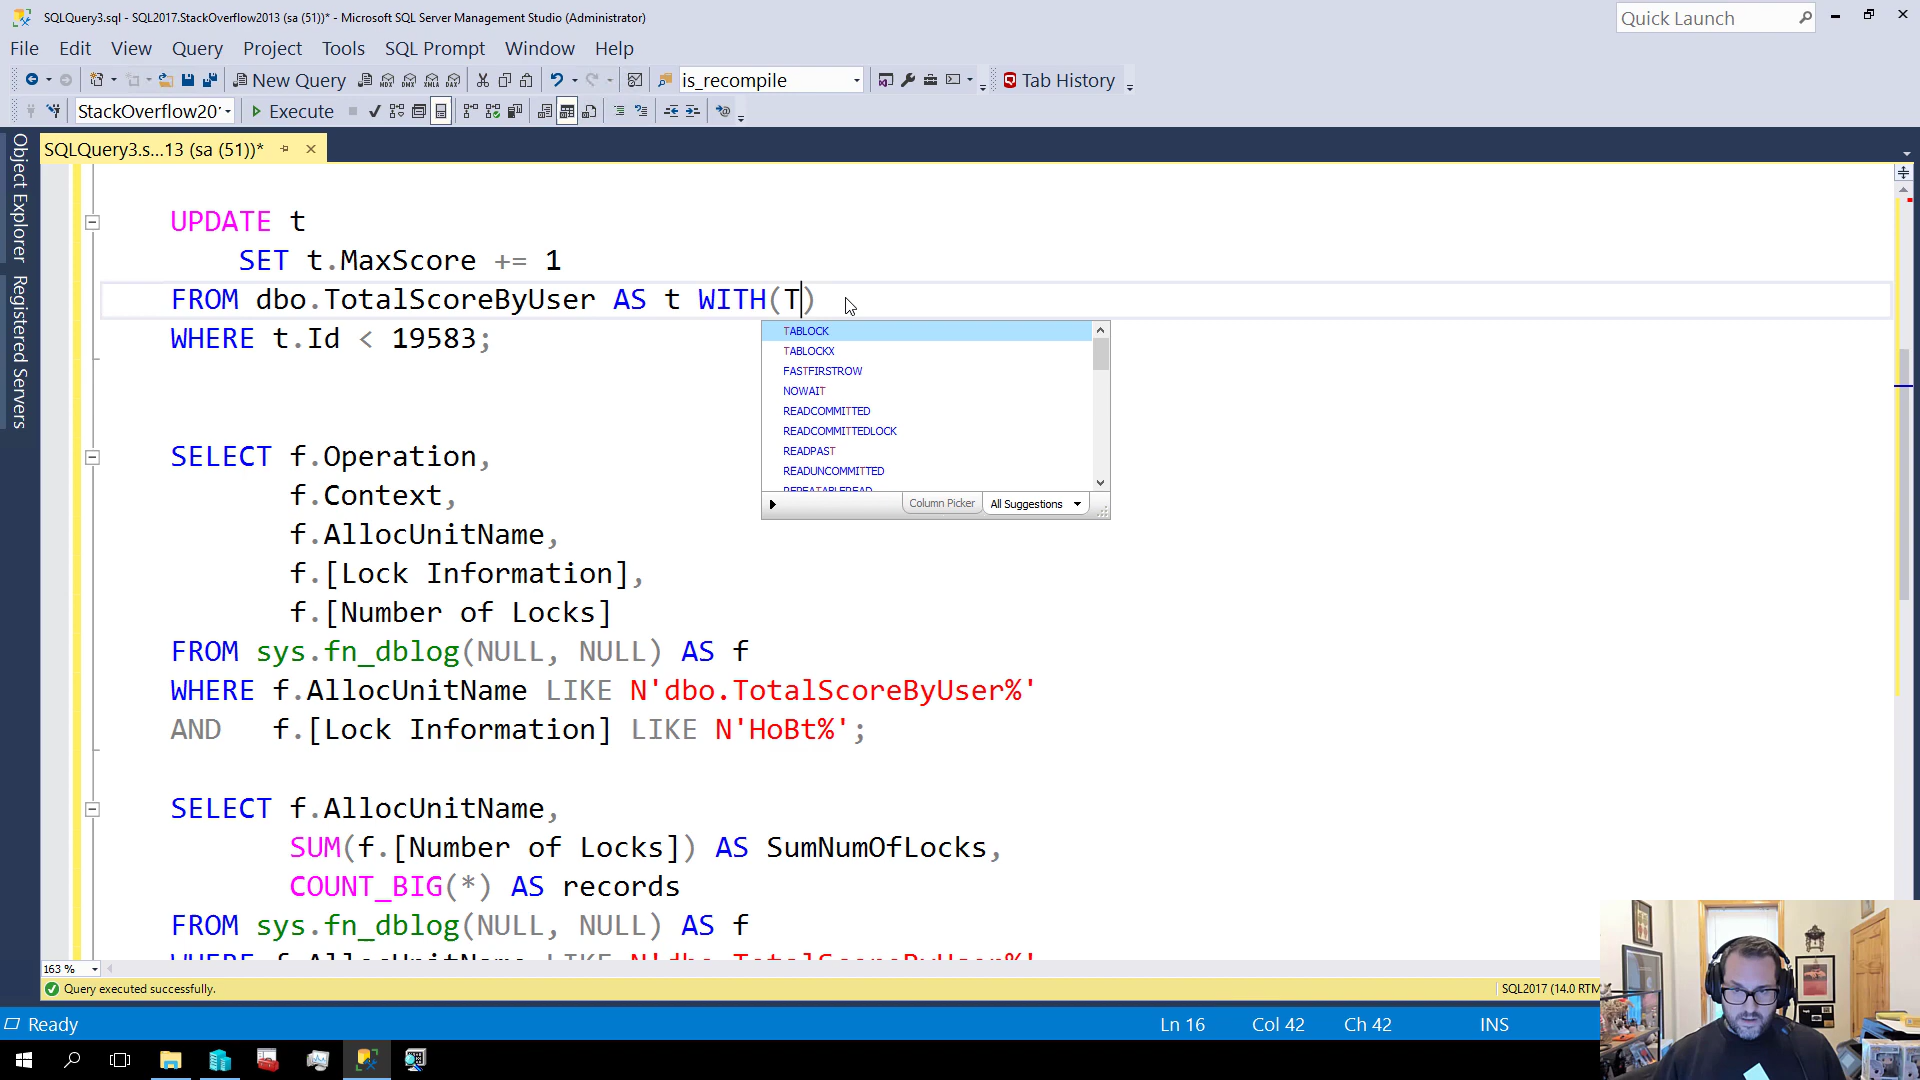 SQLQuery3.sql - SQL2017.StackOverflow2013 (sa (51))* - Microsoft SQL Server Management Studio (Administrator)
Quick Launch
File Edit View Query Project Tools SQL Prompt Window Help
New Query is_recompile Tab History
StackOverflow20 Execute
SQLQuery3.s...13 (sa (51))*
Object Explorer
Registered Servers
UPDATE t
SET t.MaxScore += 1
FROM dbo.TotalScoreByUser AS t WITH(T)
WHERE t.Id < 19583;
TABLOCK
TABLOCKX
FASTFIRSTROW
NOWAIT
READCOMMITTED
READCOMMITTEDLOCK
READPAST
READUNCOMMITTED
REPEATABLEREAD
Column Picker All Suggestions
SELECT f.Operation,
f.Context,
f.AllocUnitName,
f.[Lock Information],
f.[Number of Locks]
FROM sys.fn_dblog(NULL, NULL) AS f
WHERE f.AllocUnitName LIKE N'dbo.TotalScoreByUser%'
AND f.[Lock Information] LIKE N'HoBt%';
SELECT f.AllocUnitName,
SUM(f.[Number of Locks]) AS SumNumOfLocks,
COUNT_BIG(*) AS records
FROM sys.fn_dblog(NULL, NULL) AS f
WHERE f.AllocUnitName LIKE N'dbo.TotalScoreByUser%'
163 %
Query executed successfully.
SQL2017 (14.0 RTM
Ready Ln 16 Col 42 Ch 42 INS